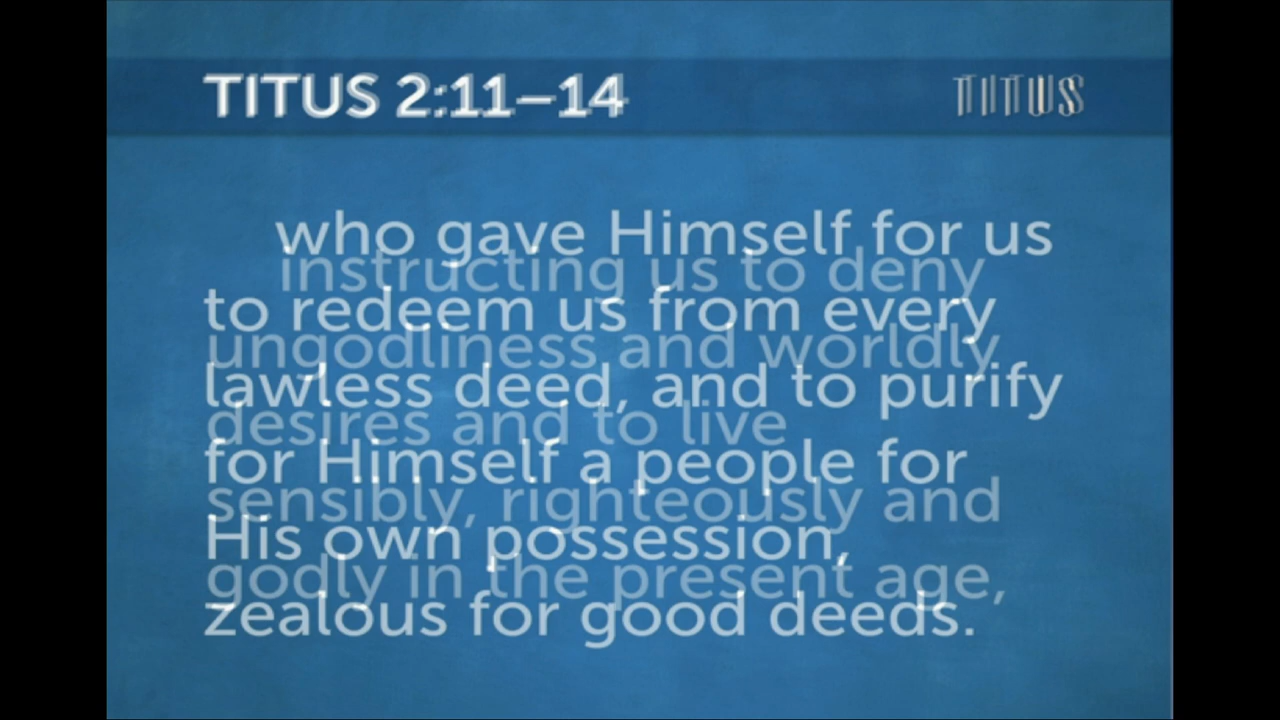 TITUS 2:11–14
TITUS
who gave Himself for us
instructing us to deny
to redeem us from every
ungodliness and worldly
lawless deed, and to purify
desires and to live
for Himself a people for
sensibly, righteously and
His own possession,
godly in the present age,
zealous for good deeds.